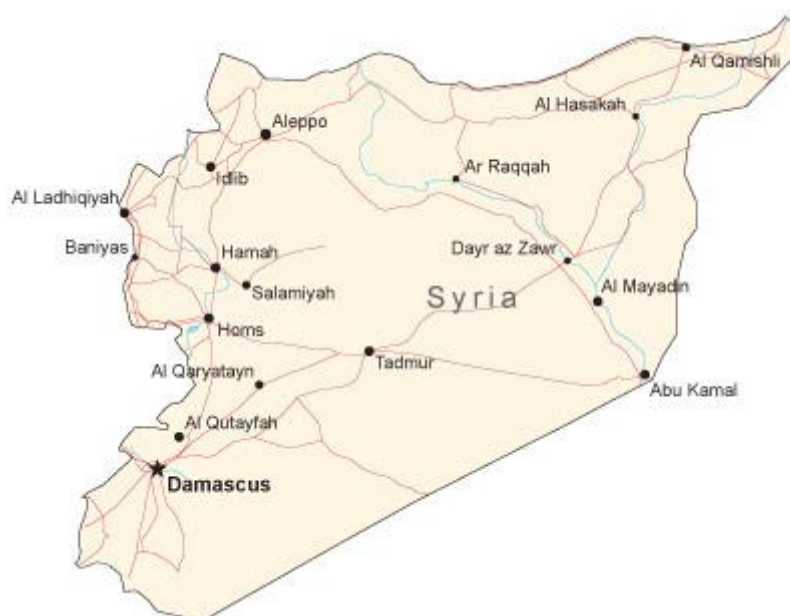 Al Qamishli
Al Hasakah
Aleppo
Ar Raqqah
Idlib
Al Ladhiqiyah
Baniyas
Hamah
Dayr az Zawr
Salamiyah
Syria
Al Mayadin
Homs
Tadmur
Al Qaryatayn
Abu Kamal
Al Qutayfah
Damascus